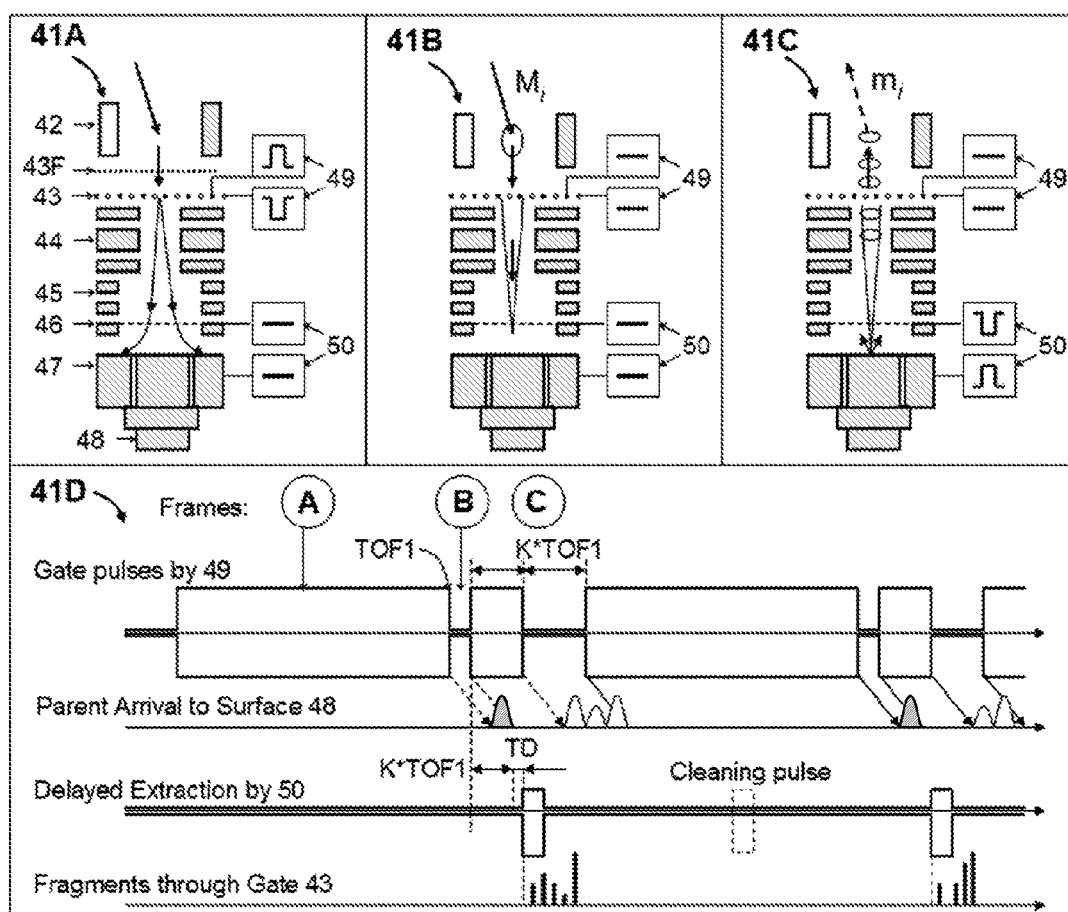 41A
42
43F
43
44
45
46
47
48
49
50
41B
Mi
49
50
41C
mi
49
50
41D
Frames:
A
B
C
TOF1
K*TOF1
Gate pulses by 49
Parent Arrival to Surface 48
TD
K*TOF1
Cleaning pulse
Delayed Extraction by 50
Fragments through Gate 43